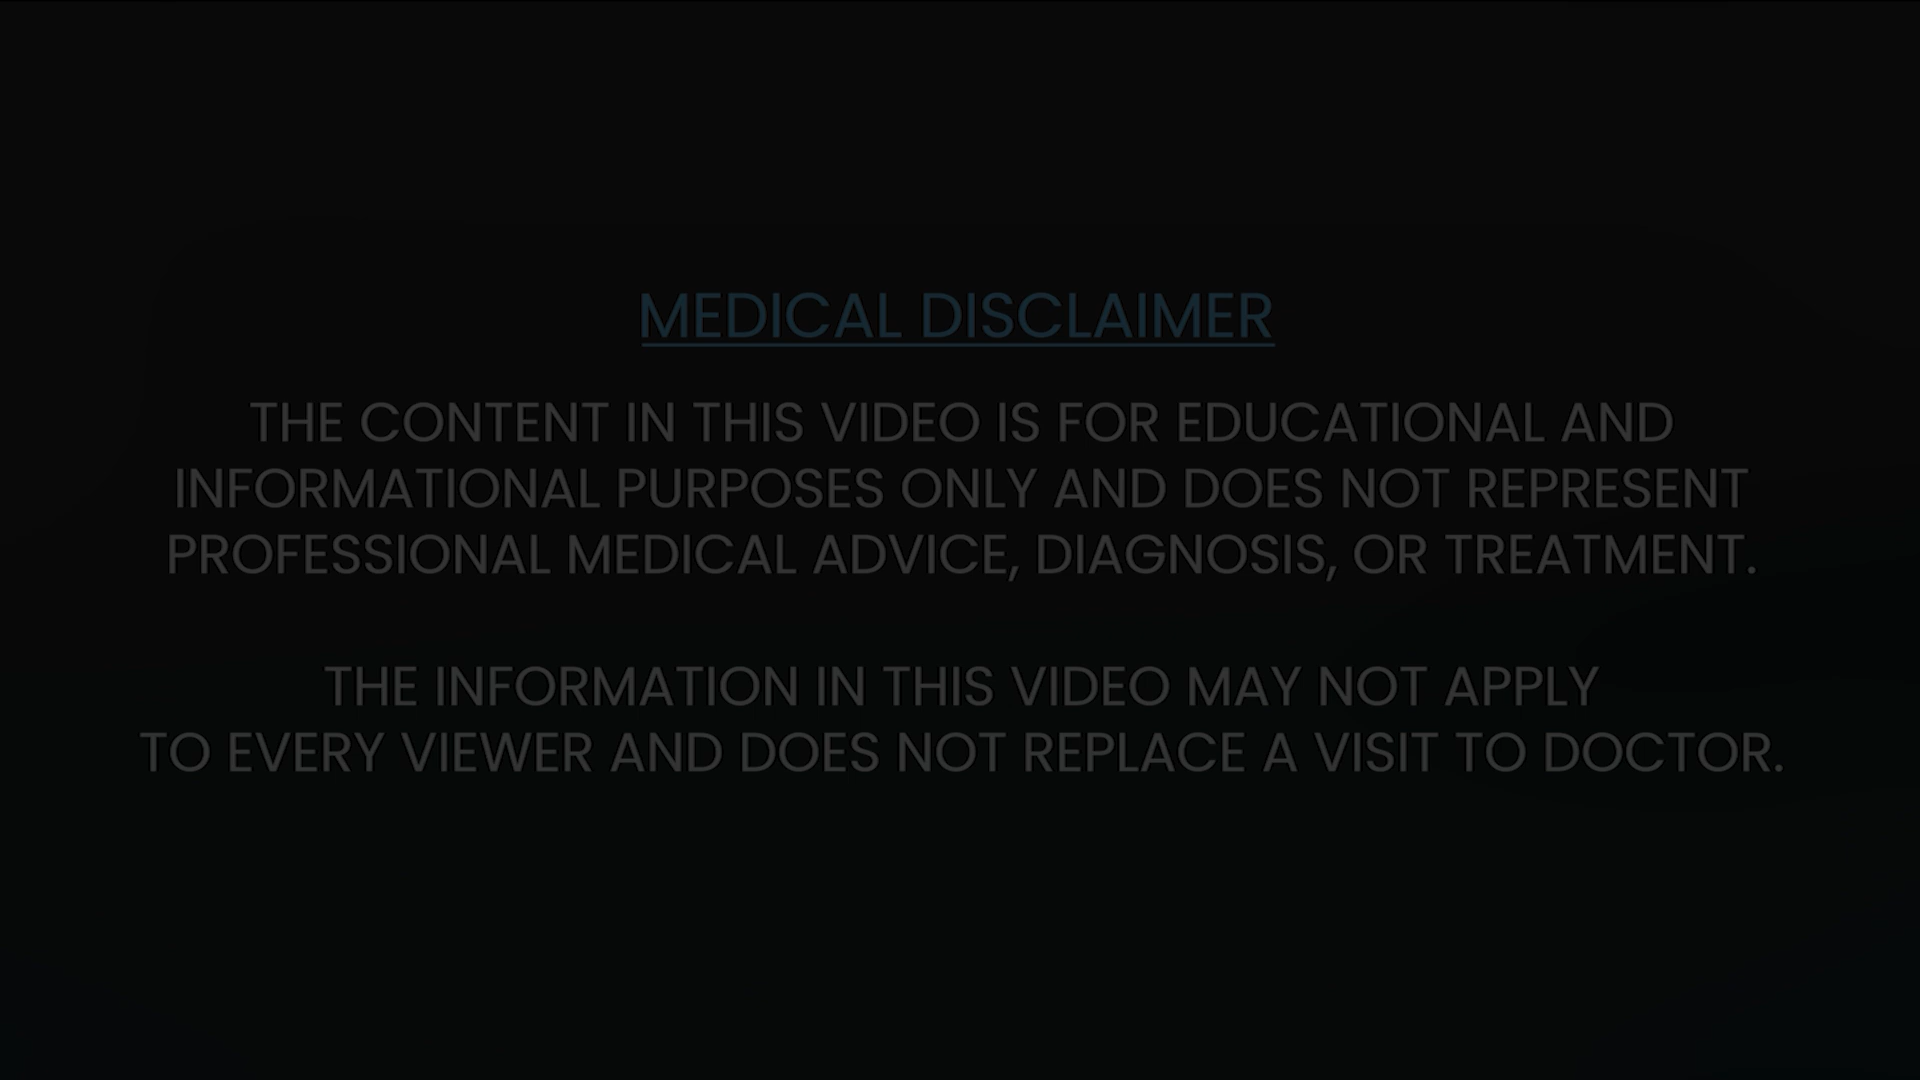 MEDICAL DISCLAIMER
THE CONTENT IN THIS VIDEO IS FOR EDUCATIONAL AND
INFORMATIONAL PURPOSES ONLY AND DOES NOT REPRESENT
PROFESSIONAL MEDICAL ADVICE, DIAGNOSIS, OR TREATMENT.
THE INFORMATION IN THIS VIDEO MAY NOT APPLY
TO EVERY VIEWER AND DOES NOT REPLACE A VISIT TO DOCTOR.